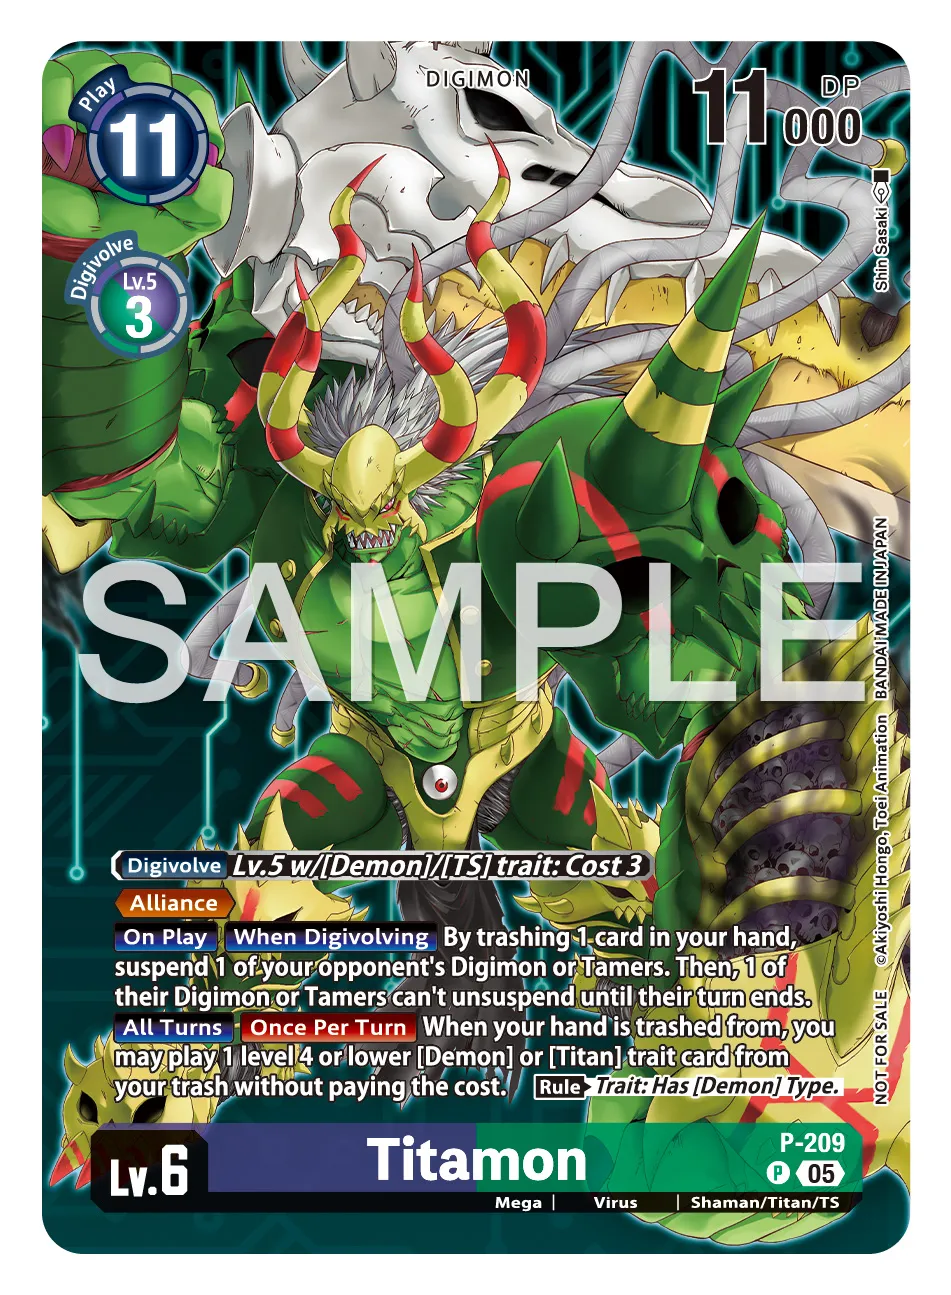 DIGIMON
Play
11
11000
DP
Digivolve
Lv.5
3
Shin Sasaki
SAMPLE
BANDAI MADE IN JAPAN
©Akiyoshi Hongo, Toei Animation
NOT FOR SALE
Digivolve Lv.5 w/[Demon]/[TS] trait: Cost 3
Alliance
On Play When Digivolving By trashing 1 card in your hand,
suspend 1 of your opponent's Digimon or Tamers. Then, 1 of
their Digimon or Tamers can't unsuspend until their turn ends.
All Turns Once Per Turn When your hand is trashed from, you
may play 1 level 4 or lower [Demon] or [Titan] trait card from
your trash without paying the cost. Rule Trait: Has [Demon] Type.
Lv.6
Titamon
P-209
P 05
Mega | Virus | Shaman/Titan/TS